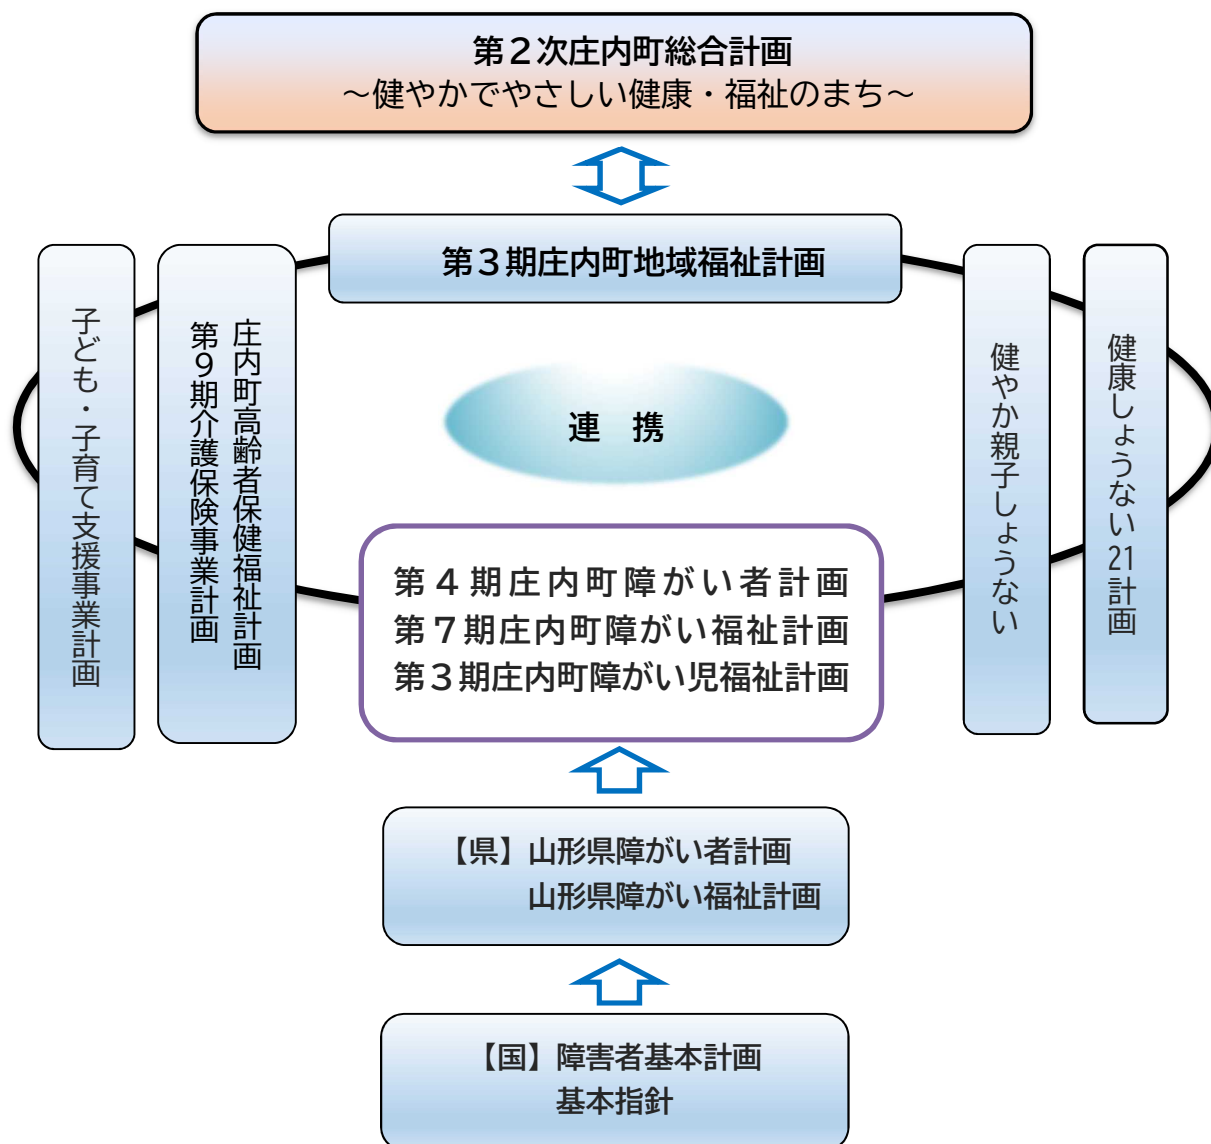 第２次庄内町総合計画
～健やかでやさしい健康・福祉のまち～
第３期庄内町地域福祉計画
子ども・子育て支援事業計画
庄内町高齢者保健福祉計画
第９期介護保険事業計画
連　携
健やか親子しょうない
健康しょうない21計画
第４期庄内町障がい者計画
第７期庄内町障がい福祉計画
第３期庄内町障がい児福祉計画
【県】山形県障がい者計画
山形県障がい福祉計画
【国】障害者基本計画
基本指針